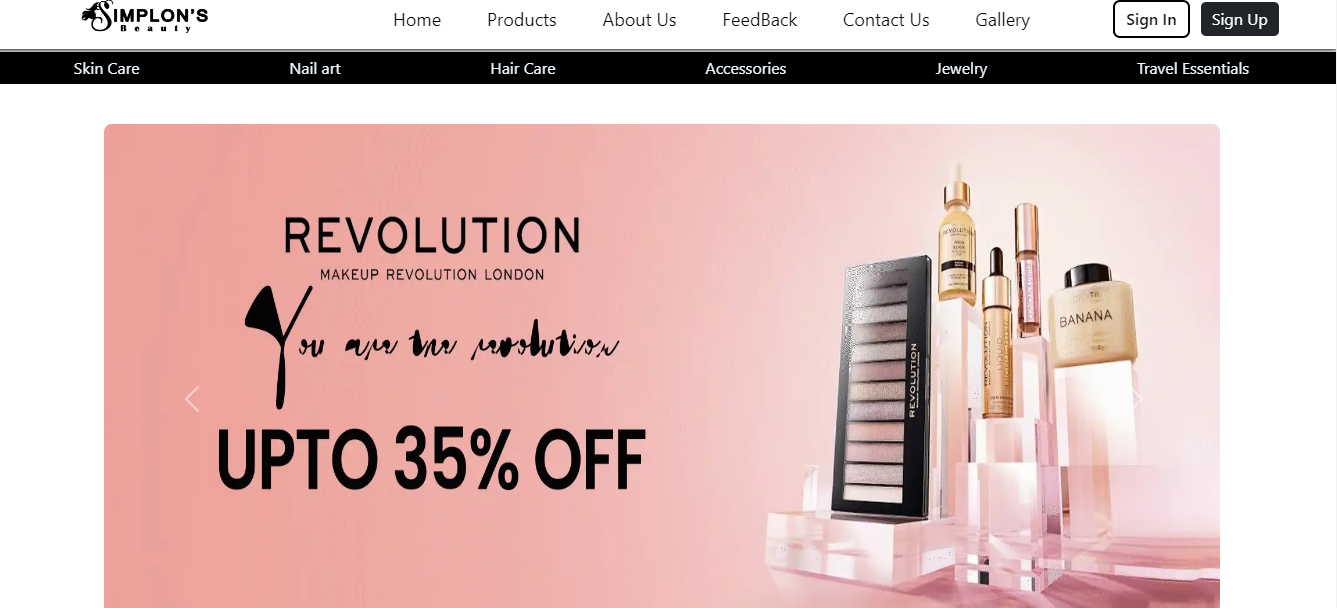 SIMPLON'S
Beauty
Home Products About Us FeedBack Contact Us Gallery Sign In Sign Up
Skin Care Nail art Hair Care Accessories Jewelry Travel Essentials
REVOLUTION
MAKEUP REVOLUTION LONDON
You are the revolution
UPTO 35% OFF
REVOLUTION
REVOLUTION
BANANA